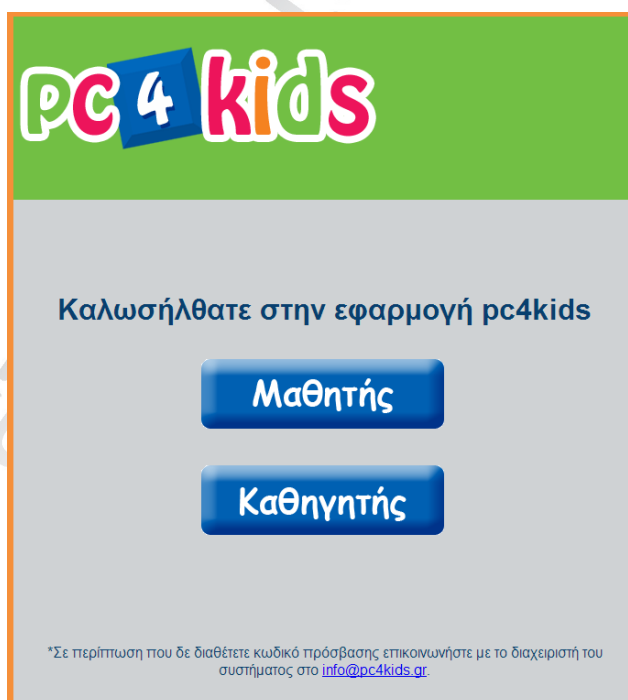 pc 4 kids
Καλωσήλθατε στην εφαρμογή pc4kids
Μαθητής
Καθηγητής
*Σε περίπτωση που δε διαθέτετε κωδικό πρόσβασης επικοινωνήστε με το διαχειριστή του
συστήματος στο info@pc4kids.gr.